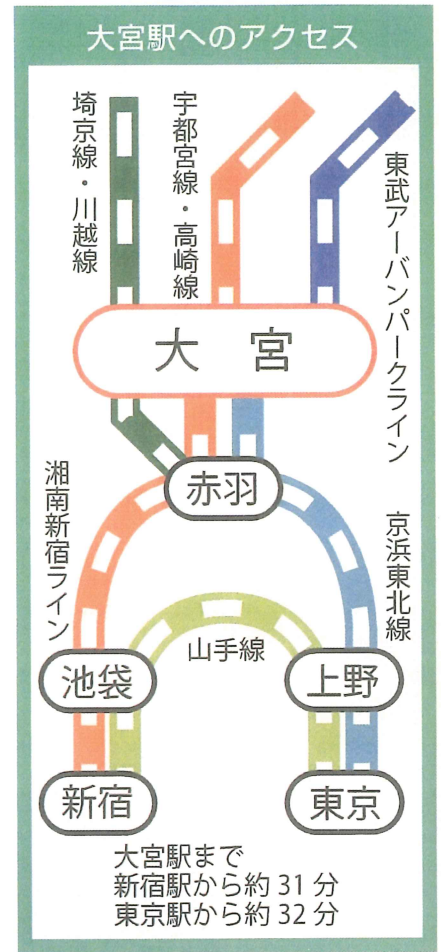 大宮駅へのアクセス
埼京線・川越線
宇都宮線・高崎線
東武アーバンパークライン
大宮
赤羽
湘南新宿ライン
京浜東北線
山手線
池袋
上野
新宿
東京
大宮駅まで
新宿駅から約 31 分
東京駅から約 32 分